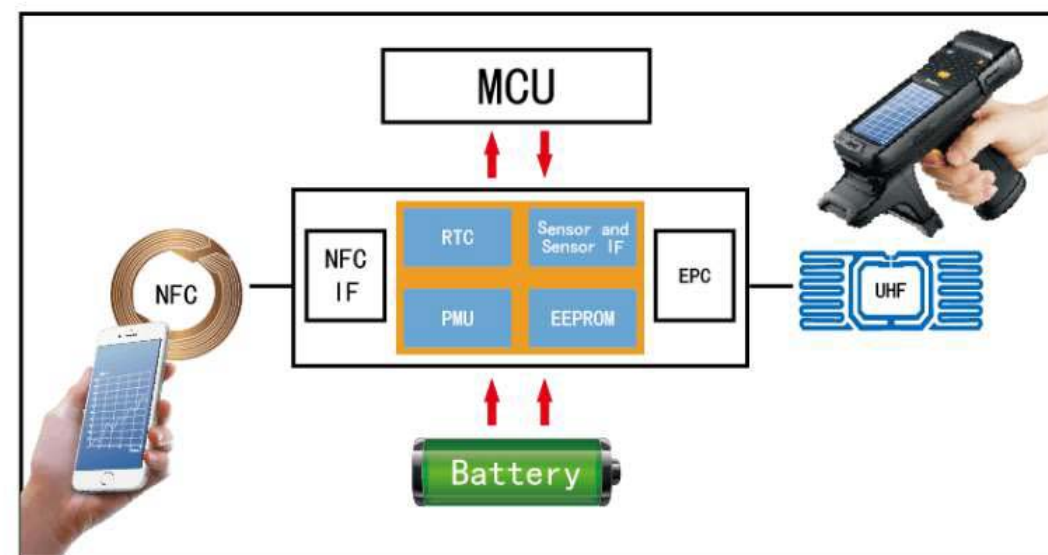 MCU
RTC
Sensor and
Sensor IF
NFC
IF
EPC
NFC
UHF
PMU
EEPROM
Battery